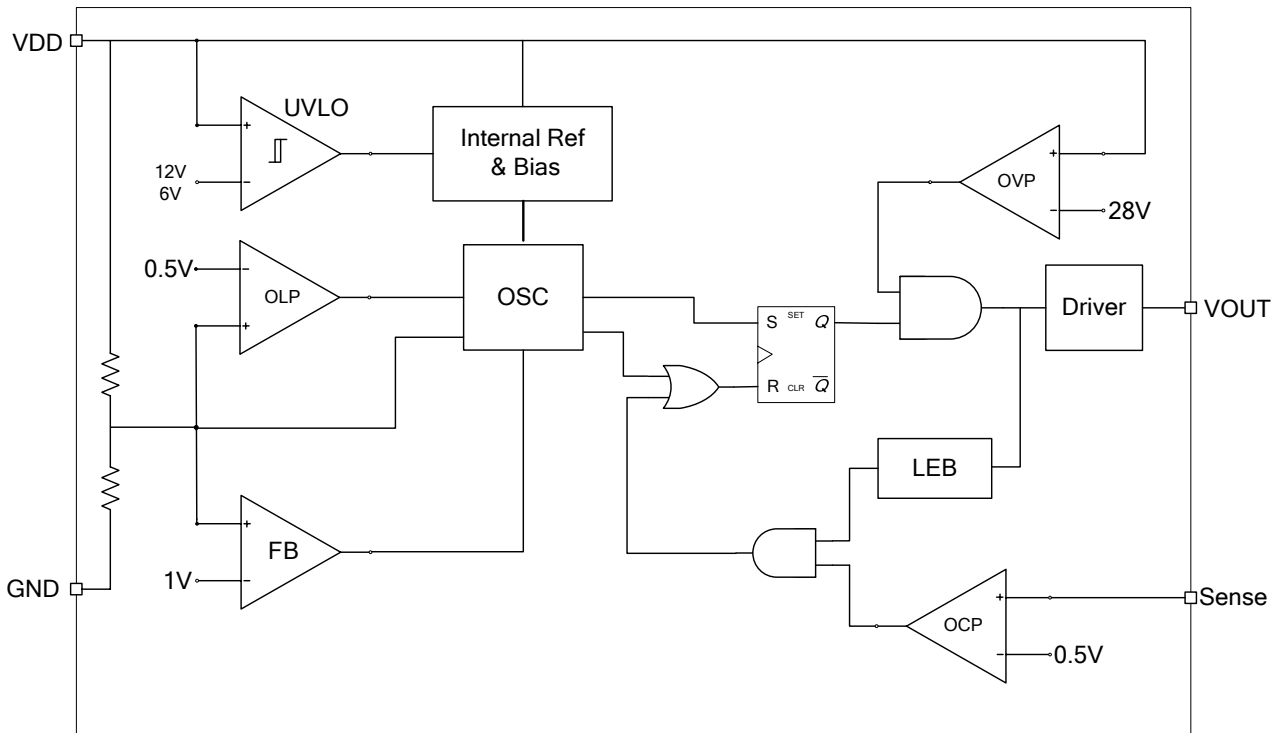 VDD
UVLO
+
12V
6V
−
Internal Ref
& Bias
+
OVP
−
28V
0.5V
−
OLP
+
OSC
S
SET
Q
R
CLR
Q̅
Driver
VOUT
LEB
+
FB
1V
−
GND
+
Sense
OCP
−
0.5V